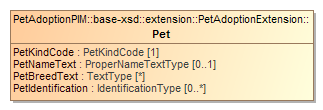 PetAdoptionPIM::base-xsd::extension::PetAdoptionExtension::
Pet
PetKindCode : PetKindCode [1]
PetNameText : ProperNameTextType [0..1]
PetBreedText : TextType [*]
PetIdentification : IdentificationType [0..*]